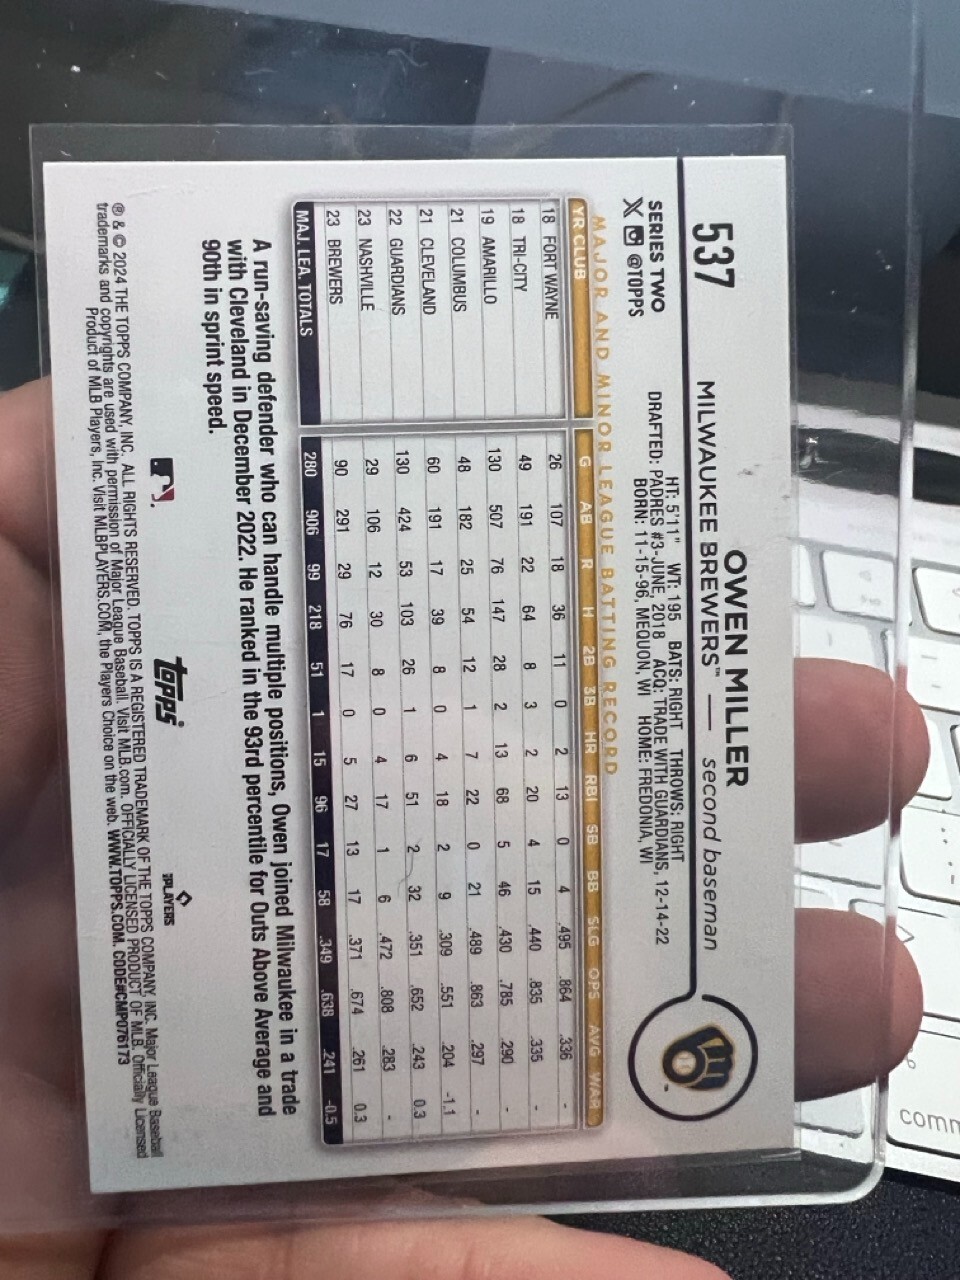 537
OWEN MILLER
MILWAUKEE BREWERS™ — second baseman
SERIES TWO
@TOPPS
HT: 5'11" WT: 195 BATS: RIGHT THROWS: RIGHT
DRAFTED: PADRES #3-JUNE, 2018 ACQ: TRADE WITH GUARDIANS, 12-14-22
BORN: 11-15-96, MEQUON, WI HOME: FREDONIA, WI
MAJOR AND MINOR LEAGUE BATTING RECORD
YR CLUB G AB R H 2B 3B HR RBI SB BB SLG OPS AVG WAR
18 FORT WAYNE 26 107 18 36 11 0 2 13 0 4 .495 .864 .336 -
18 TRI-CITY 49 191 22 64 8 3 2 20 4 15 .440 .835 .335 -
19 AMARILLO 130 507 76 147 28 2 13 68 5 46 .430 .785 .290 -
21 COLUMBUS 48 182 25 54 12 1 7 22 0 21 .489 .863 .297 -
21 CLEVELAND 60 191 17 39 8 0 4 18 2 9 .309 .551 .204 -1.1
22 GUARDIANS 130 424 53 103 26 1 6 51 2 32 .351 .652 .243 0.3
23 NASHVILLE 29 106 12 30 8 0 4 17 1 6 .472 .808 .283 -
23 BREWERS 90 291 29 76 17 0 5 27 13 17 .371 .674 .261 0.3
MAJ. LEA. TOTALS 280 906 99 218 51 1 15 96 17 58 .349 .638 .241 -0.5
A run-saving defender who can handle multiple positions, Owen joined Milwaukee in a trade
with Cleveland in December 2022. He ranked in the 93rd percentile for Outs Above Average and
90th in sprint speed.
topps
PLAYERS
® & © 2024 THE TOPPS COMPANY, INC. ALL RIGHTS RESERVED. TOPPS IS A REGISTERED TRADEMARK OF THE TOPPS COMPANY, INC. Major League Baseball
trademarks and copyrights are used with permission of Major League Baseball. Visit MLB.com. OFFICIALLY LICENSED PRODUCT OF MLB. Officially Licensed
Product of MLB Players, Inc. Visit MLBPLAYERS.COM, the Players Choice on the web. WWW.TOPPS.COM. CODE#CMP076173
comm